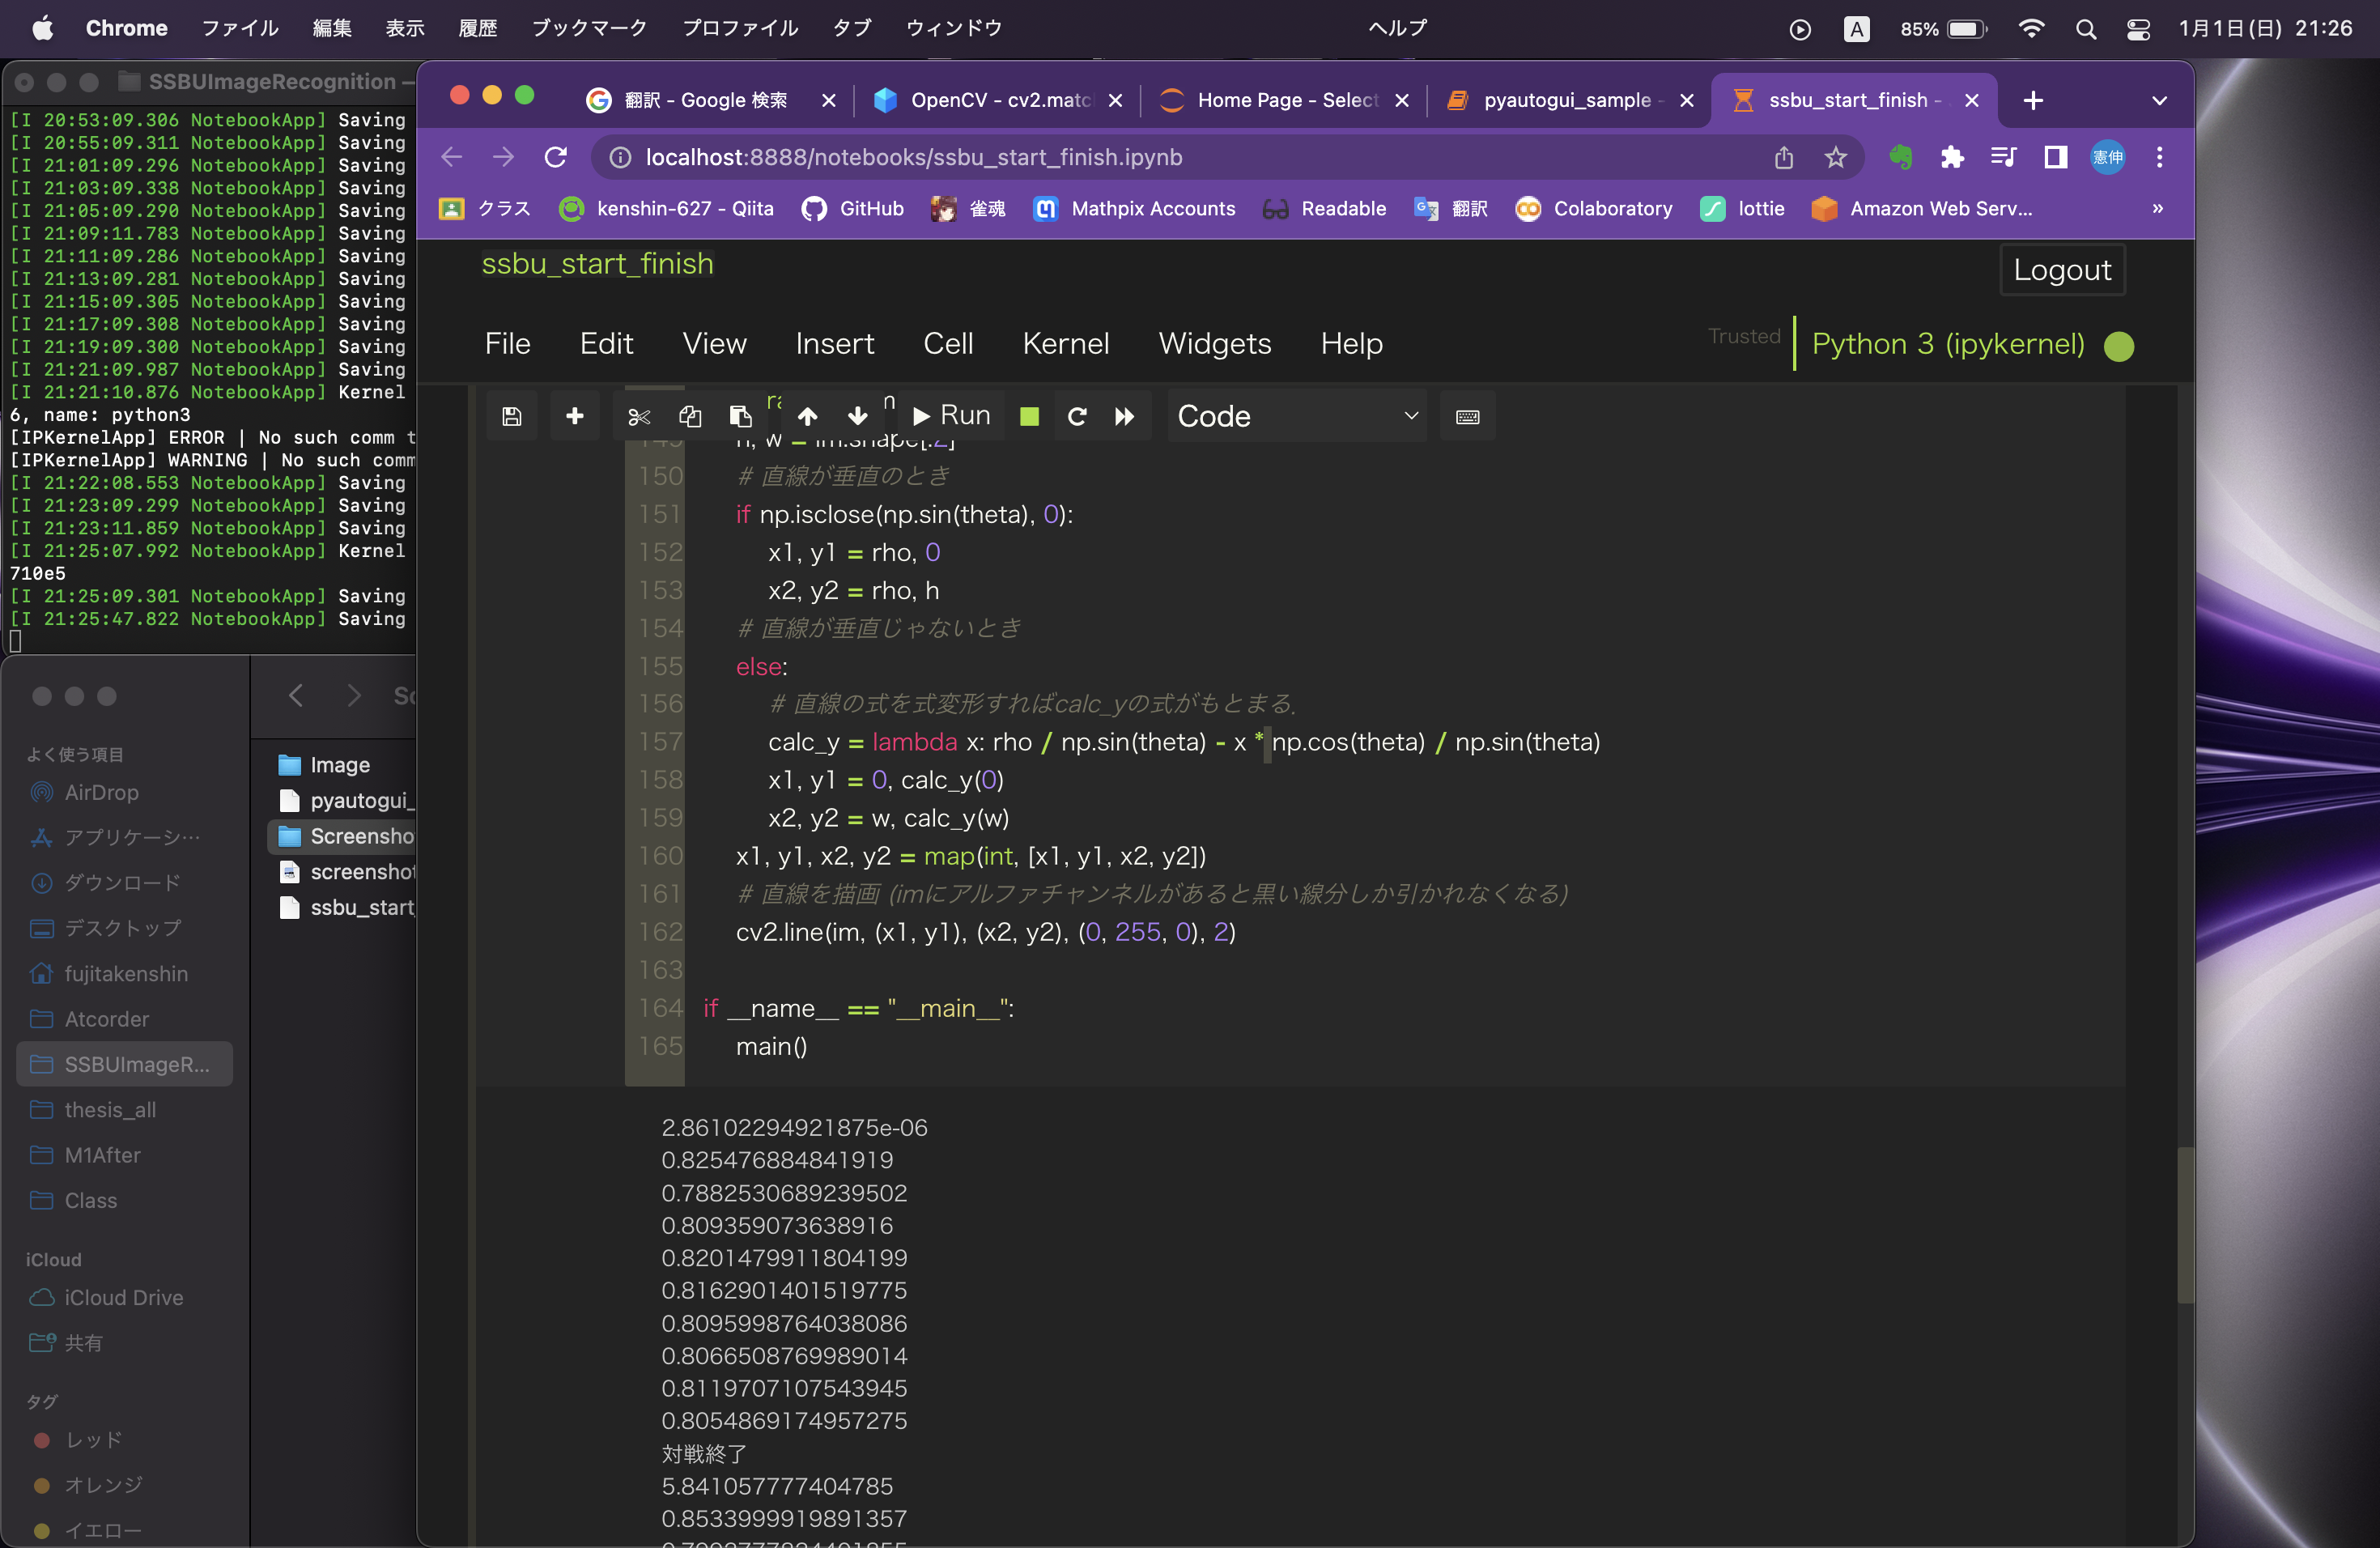 Chrome ファイル 編集 表示 履歴 ブックマーク プロファイル タブ ウィンドウ ヘルプ A 85% 1月1日(日) 21:26
SSBUImageRecognition —
[I 20:53:09.306 NotebookApp] Saving
[I 20:55:09.311 NotebookApp] Saving
[I 21:01:09.296 NotebookApp] Saving
[I 21:03:09.338 NotebookApp] Saving
[I 21:05:09.290 NotebookApp] Saving
[I 21:09:11.783 NotebookApp] Saving
[I 21:11:09.286 NotebookApp] Saving
[I 21:13:09.281 NotebookApp] Saving
[I 21:15:09.305 NotebookApp] Saving
[I 21:17:09.308 NotebookApp] Saving
[I 21:19:09.300 NotebookApp] Saving
[I 21:21:09.987 NotebookApp] Saving
[I 21:21:10.876 NotebookApp] Kernel
6, name: python3
[IPKernelApp] ERROR | No such comm t
[IPKernelApp] WARNING | No such comm
[I 21:22:08.553 NotebookApp] Saving
[I 21:23:09.299 NotebookApp] Saving
[I 21:23:11.859 NotebookApp] Saving
[I 21:25:07.992 NotebookApp] Kernel
710e5
[I 21:25:09.301 NotebookApp] Saving
[I 21:25:47.822 NotebookApp] Saving
よく使う項目
AirDrop
アプリケーシ…
ダウンロード
デスクトップ
fujitakenshin
Atcorder
SSBUImageR...
thesis_all
M1After
Class
iCloud
iCloud Drive
共有
タグ
レッド
オレンジ
イエロー
Sc
Image
pyautogui_
Screensho
screenshot
ssbu_start_
翻訳 - Google 検索
OpenCV - cv2.matc
Home Page - Select
pyautogui_sample -
ssbu_start_finish -
localhost:8888/notebooks/ssbu_start_finish.ipynb 憲伸
クラス kenshin-627 - Qiita GitHub 雀魂 Mathpix Accounts Readable 翻訳 Colaboratory lottie Amazon Web Serv... »
ssbu_start_finish Logout
File Edit View Insert Cell Kernel Widgets Help Trusted Python 3 (ipykernel)
Run Code
149 h, w = im.shape[:2]
150 # 直線が垂直のとき
151 if np.isclose(np.sin(theta), 0):
152 x1, y1 = rho, 0
153 x2, y2 = rho, h
154 # 直線が垂直じゃないとき
155 else:
156 # 直線の式を式変形すればcalc_yの式がもとまる.
157 calc_y = lambda x: rho / np.sin(theta) - x * np.cos(theta) / np.sin(theta)
158 x1, y1 = 0, calc_y(0)
159 x2, y2 = w, calc_y(w)
160 x1, y1, x2, y2 = map(int, [x1, y1, x2, y2])
161 # 直線を描画 (imにアルファチャンネルがあると黒い線分しか引かれなくなる)
162 cv2.line(im, (x1, y1), (x2, y2), (0, 255, 0), 2)
163
164 if __name__ == "__main__":
165 main()
2.86102294921875e-06
0.825476884841919
0.7882530689239502
0.809359073638916
0.8201479911804199
0.8162901401519775
0.8095998764038086
0.8066508769989014
0.8119707107543945
0.8054869174957275
対戦終了
5.841057777404785
0.8533999919891357